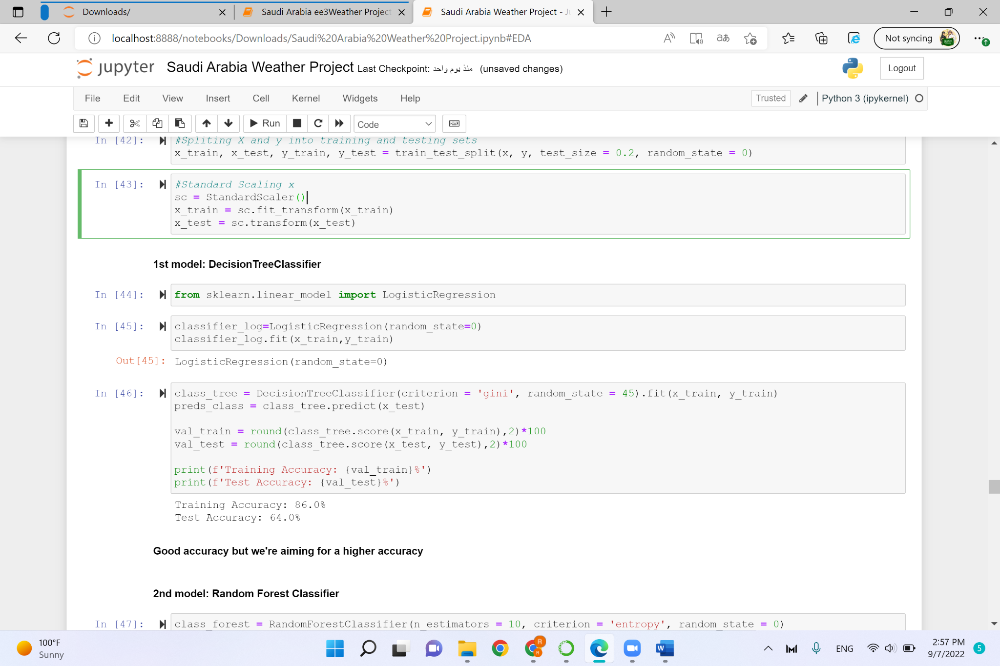 Downloads/
Saudi Arabia ee3Weather Project
Saudi Arabia Weather Project - Ju
localhost:8888/notebooks/Downloads/Saudi%20Arabia%20Weather%20Project.ipynb#EDA
Not syncing
jupyter Saudi Arabia Weather Project Last Checkpoint: منذ يوم واحد (unsaved changes)
Logout
File Edit View Insert Cell Kernel Widgets Help
Trusted
Python 3 (ipykernel)
Run
Code
In [42]: #Spliting X and y into training and testing sets
x_train, x_test, y_train, y_test = train_test_split(x, y, test_size = 0.2, random_state = 0)
In [43]: #Standard Scaling x
sc = StandardScaler()
x_train = sc.fit_transform(x_train)
x_test = sc.transform(x_test)
1st model: DecisionTreeClassifier
In [44]: from sklearn.linear_model import LogisticRegression
In [45]: classifier_log=LogisticRegression(random_state=0)
classifier_log.fit(x_train,y_train)
Out[45]: LogisticRegression(random_state=0)
In [46]: class_tree = DecisionTreeClassifier(criterion = 'gini', random_state = 45).fit(x_train, y_train)
preds_class = class_tree.predict(x_test)
val_train = round(class_tree.score(x_train, y_train),2)*100
val_test = round(class_tree.score(x_test, y_test),2)*100
print(f'Training Accuracy: {val_train}%')
print(f'Test Accuracy: {val_test}%')
Training Accuracy: 86.0%
Test Accuracy: 64.0%
Good accuracy but we're aiming for a higher accuracy
2nd model: Random Forest Classifier
In [47]: class_forest = RandomForestClassifier(n_estimators = 10, criterion = 'entropy', random_state = 0)
100°F
Sunny
ENG
2:57 PM
9/7/2022
5